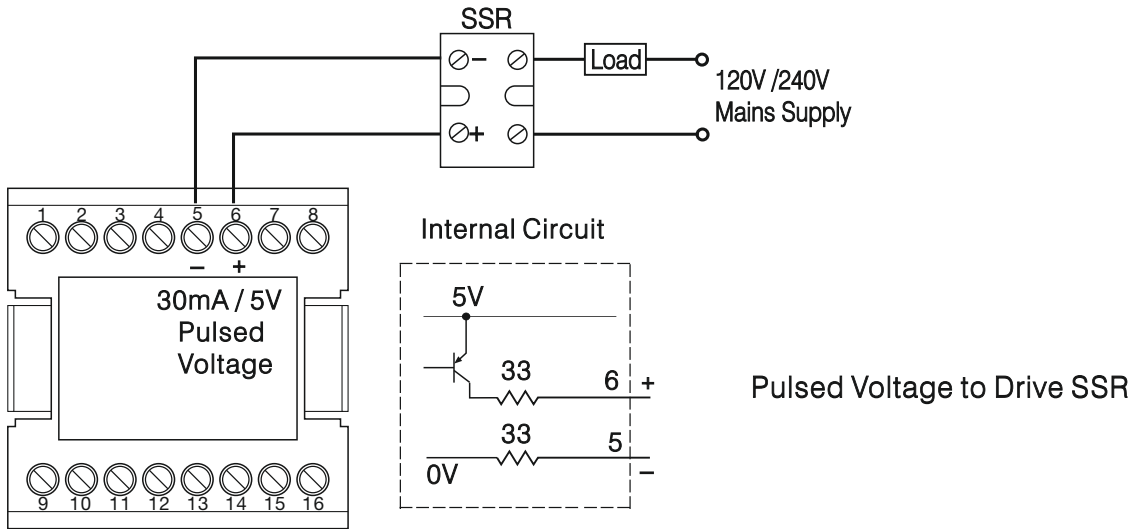 SSR
−
Load
120V /240V
Mains Supply
+
1 2 3 4 5 6 7 8
− +
30mA / 5V
Pulsed
Voltage
9 10 11 12 13 14 15 16
Internal Circuit
5V
33
6 +
33
5
0V
−
Pulsed Voltage to Drive SSR